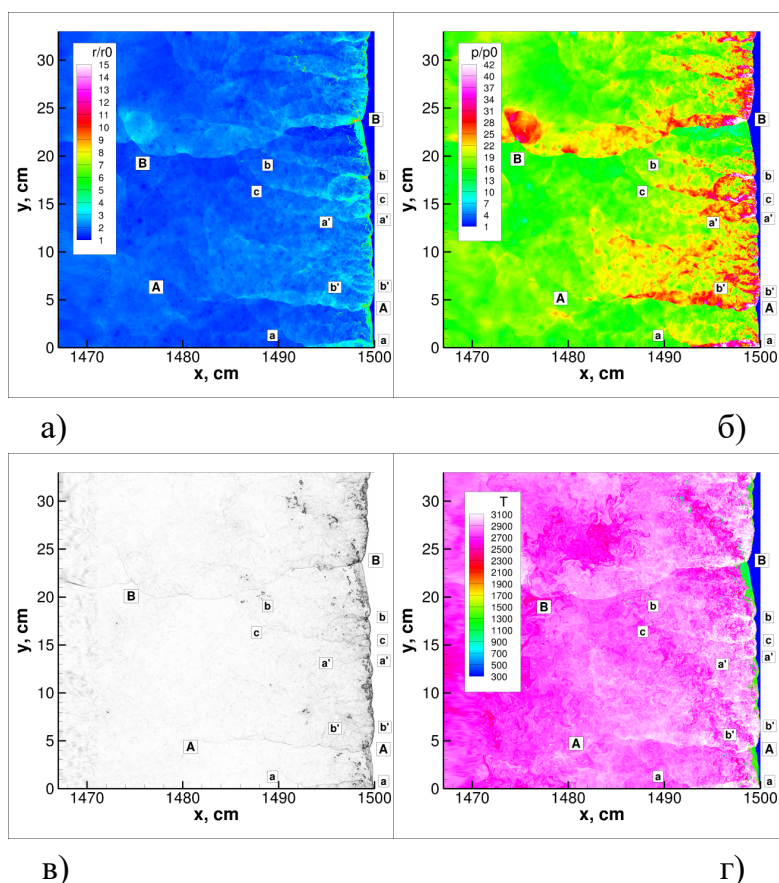 r/r0
15
14
13
12
11
10
9
8
7
6
5
4
3
2
1
y, cm
30
25
20
15
10
5
0
1470
1480
1490
1500
x, cm
B
B
b
b
c
c
a'
a'
b'
b'
A
A
a
a
а)
p/p0
42
40
37
34
31
28
25
22
19
16
13
10
7
4
1
y, cm
30
25
20
15
10
5
0
1470
1480
1490
1500
x, cm
B
B
b
b
c
c
a'
a'
b'
b'
A
A
a
a
б)
y, cm
30
25
20
15
10
5
0
1470
1480
1490
1500
x, cm
B
B
b
b
c
c
a'
a'
b'
b'
A
A
a
a
в)
T
3100
2900
2700
2500
2300
2100
1900
1700
1500
1300
1100
900
700
500
300
y, cm
30
25
20
15
10
5
0
1470
1480
1490
1500
x, cm
B
B
b
b
c
c
a'
a'
b'
b'
A
A
a
a
г)